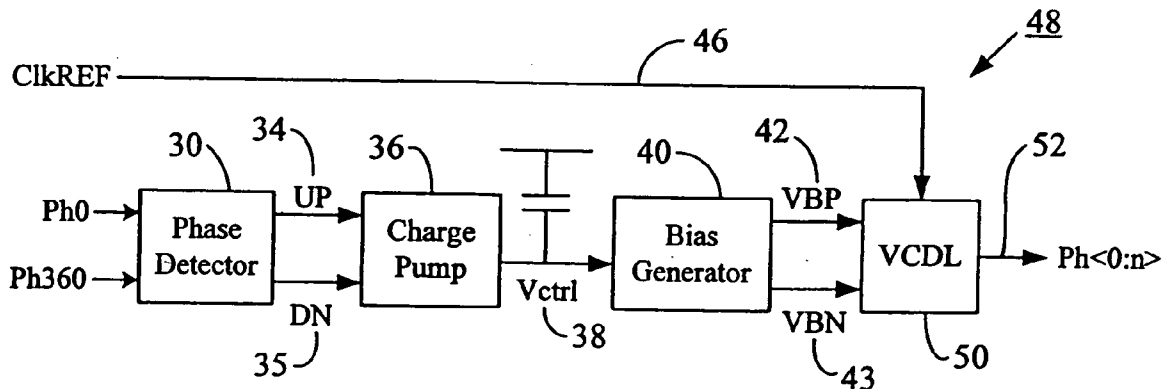 48
46
ClkREF
34
30
36
40
42
52
UP
VBP
Ph0
Phase
Detector
Charge
Pump
Bias
Generator
VCDL
Ph<0:n>
Ph360
DN
Vctrl
VBN
35
38
43
50